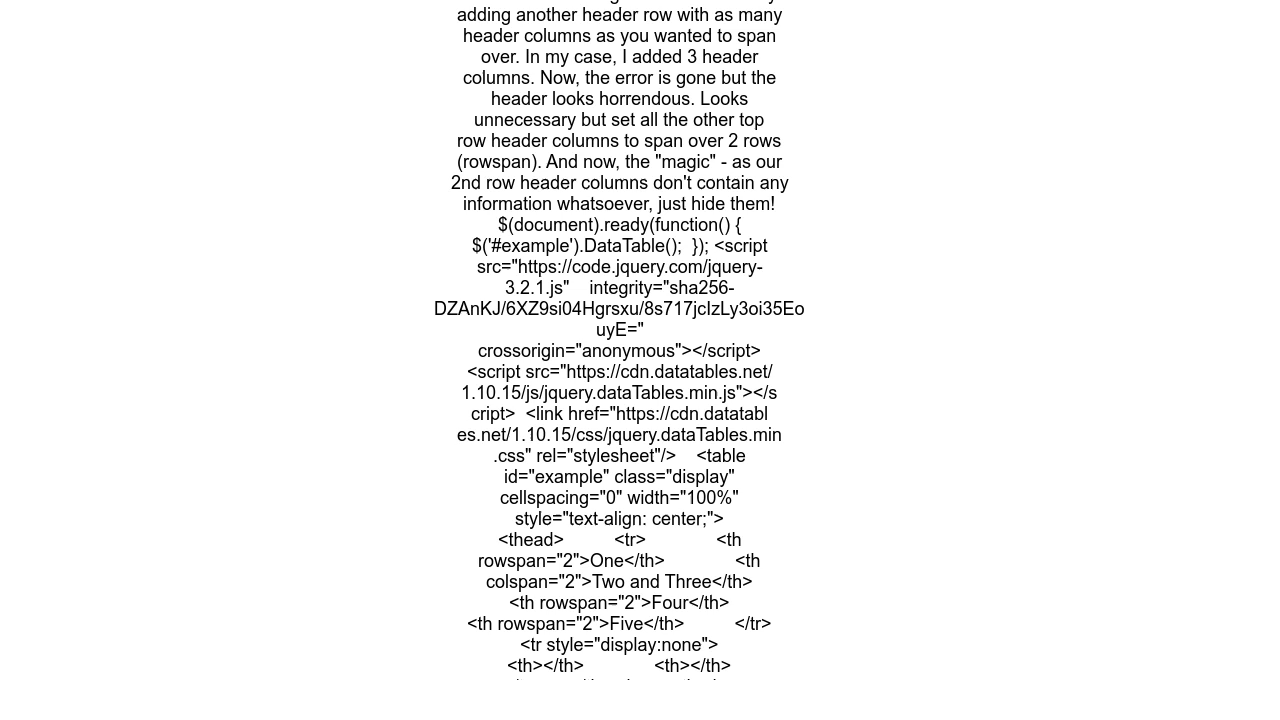 adding another header row with as many
header columns as you wanted to span
over. In my case, I added 3 header
columns. Now, the error is gone but the
header looks horrendous. Looks
unnecessary but set all the other top
row header columns to span over 2 rows
(rowspan). And now, the "magic" - as our
2nd row header columns don't contain any
information whatsoever, just hide them!
$(document).ready(function() {
$('#example').DataTable();  }); <script
src="https://code.jquery.com/jquery-
3.2.1.js"    integrity="sha256-
DZAnKJ/6XZ9si04Hgrsxu/8s717jcIzLy3oi35Eo
uyE="
crossorigin="anonymous"></script>
<script src="https://cdn.datatables.net/
1.10.15/js/jquery.dataTables.min.js"></s
cript>  <link href="https://cdn.datatabl
es.net/1.10.15/css/jquery.dataTables.min
.css" rel="stylesheet"/>    <table
id="example" class="display"
cellspacing="0" width="100%"
style="text-align: center;">
<thead>          <tr>              <th
rowspan="2">One</th>              <th
colspan="2">Two and Three</th>
<th rowspan="2">Four</th>
<th rowspan="2">Five</th>          </tr>
<tr style="display:none">
<th></th>              <th></th>